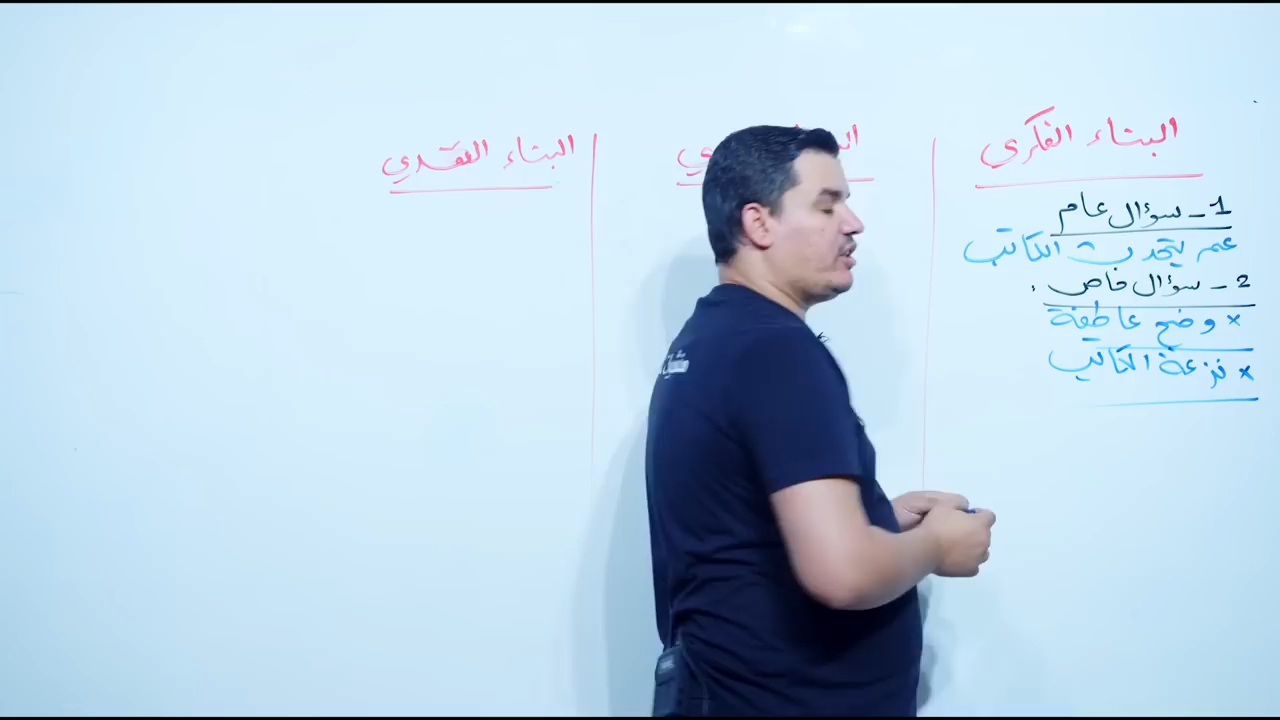 البناء الفكري
1 - سؤال عام
عم يتحدث الكاتب
2 - سؤال خاص .
× وضح عاطفة
× نزعة الكاتب
البناء النقدي